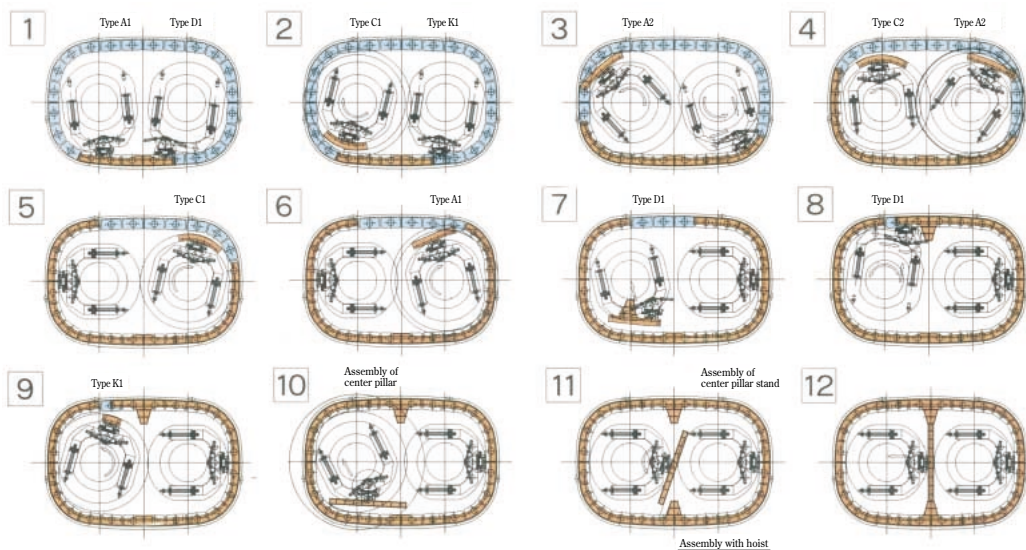 1
Type A1
Type D1
2
Type C1
Type K1
3
Type A2
4
Type C2
Type A2
5
Type C1
6
Type A1
7
Type D1
8
Type D1
9
Type K1
10
Assembly of
center pillar
11
Assembly of
center pillar stand
Assembly with hoist
12